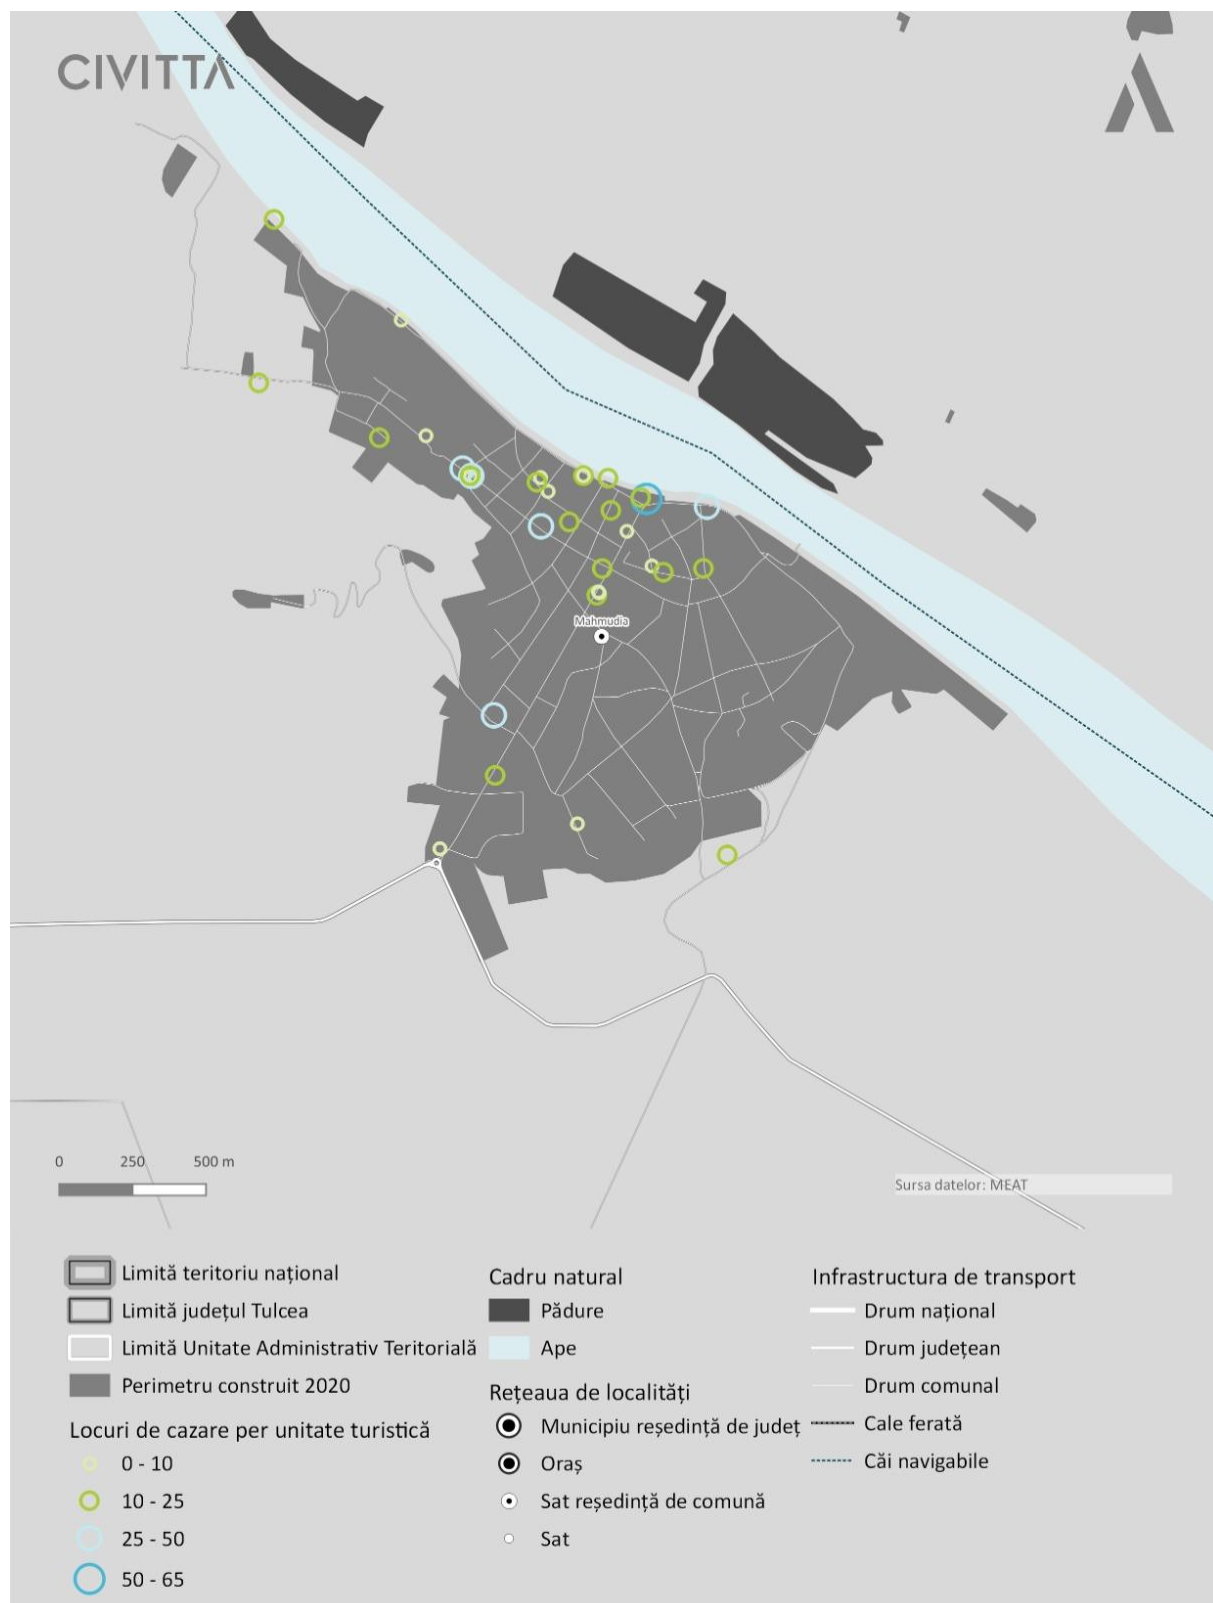 CIVITTA
Mahmudia
0 250 500 m
Sursa datelor: MEAT
Limită teritoriu național
Limită județul Tulcea
Limită Unitate Administrativ Teritorială
Perimetru construit 2020
Locuri de cazare per unitate turistică
0 - 10
10 - 25
25 - 50
50 - 65
Cadru natural
Pădure
Ape
Rețeaua de localități
Municipiu reședință de județ
Oraș
Sat reședință de comună
Sat
Infrastructura de transport
Drum național
Drum județean
Drum comunal
Cale ferată
Căi navigabile